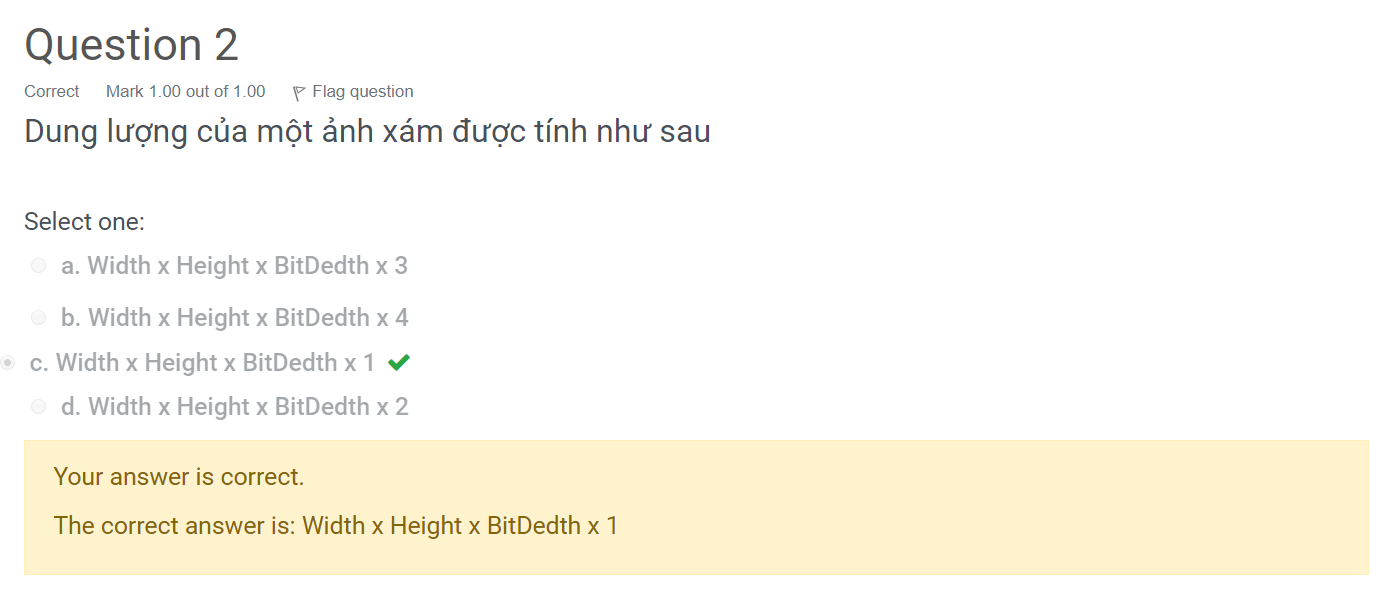 Question 2
Correct Mark 1.00 out of 1.00 Flag question
Dung lượng của một ảnh xám được tính như sau
Select one:
a. Width x Height x BitDedth x 3
b. Width x Height x BitDedth x 4
c. Width x Height x BitDedth x 1
d. Width x Height x BitDedth x 2
Your answer is correct.
The correct answer is: Width x Height x BitDedth x 1